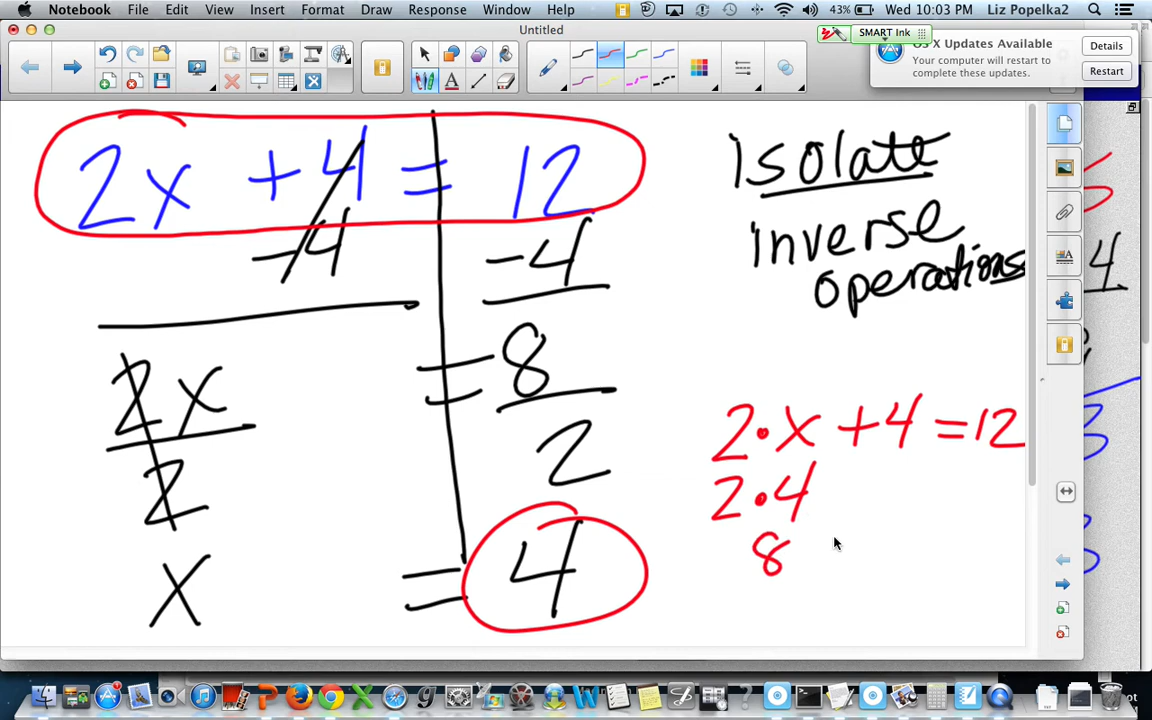 Notebook File Edit View Insert Format Draw Response Window Help 43% Wed 10:03 PM Liz Popelka2
Untitled
SMART Ink
Updates Available
Your computer will restart to complete these updates.
Details
Restart
2x + 4 = 12
-4 -4
2x = 8
2 2
x = 4
Isolate
inverse
operations
2 • x + 4 = 12
2 • 4
8
4